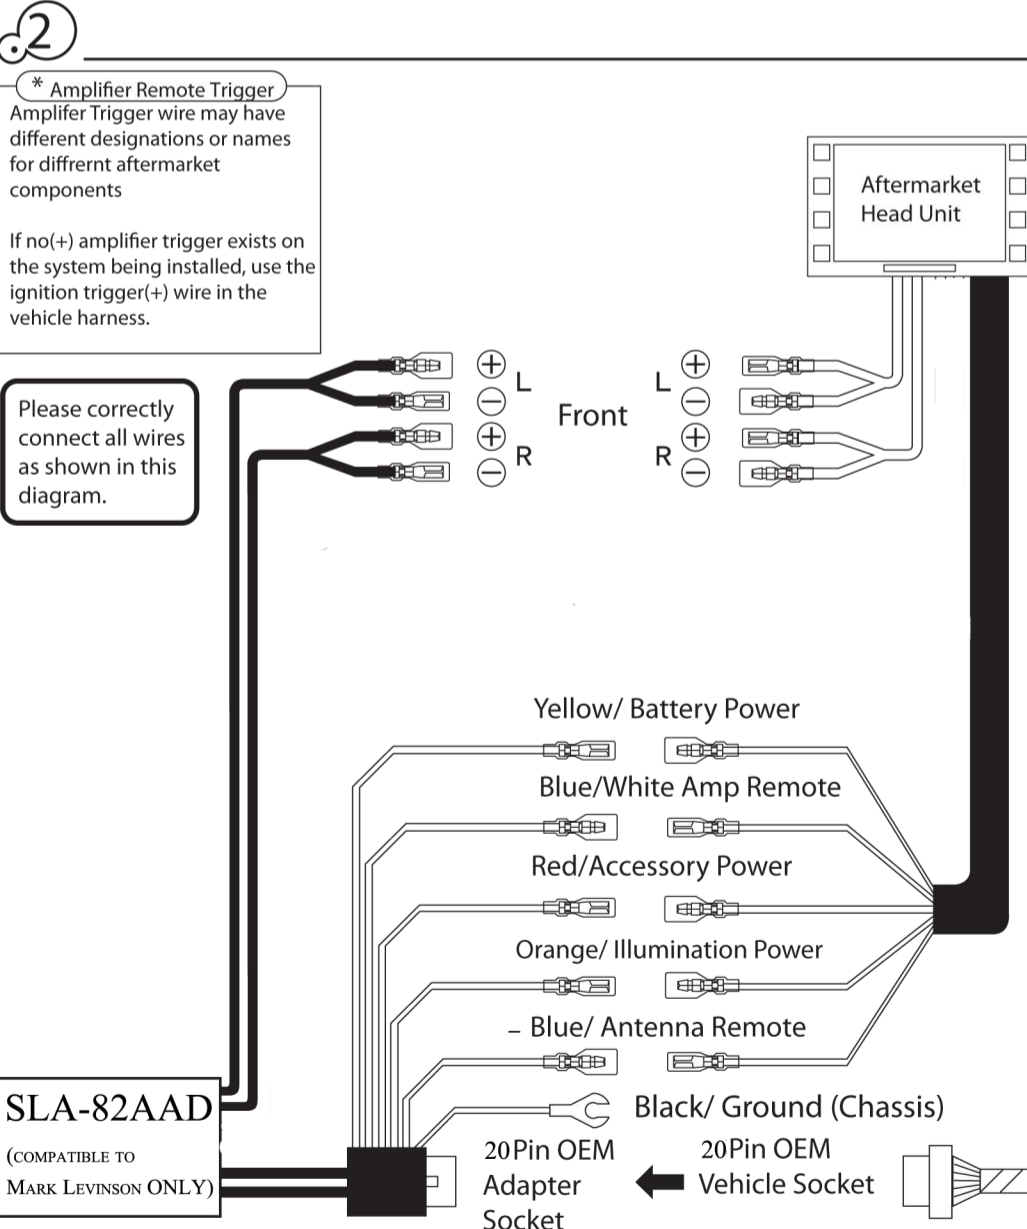 2
* Amplifier Remote Trigger
Amplifer Trigger wire may have
different designations or names
for diffrernt aftermarket
components
If no(+) amplifier trigger exists on
the system being installed, use the
ignition trigger(+) wire in the
vehicle harness.
Aftermarket
Head Unit
Please correctly
connect all wires
as shown in this
diagram.
+ L + L
− −
Front
+ R + R
− −
Yellow/ Battery Power
Blue/White Amp Remote
Red/Accessory Power
Orange/ Illumination Power
– Blue/ Antenna Remote
Black/ Ground (Chassis)
SLA-82AAD
(COMPATIBLE TO
MARK LEVINSON ONLY)
20Pin OEM
Adapter
Socket
20Pin OEM
Vehicle Socket